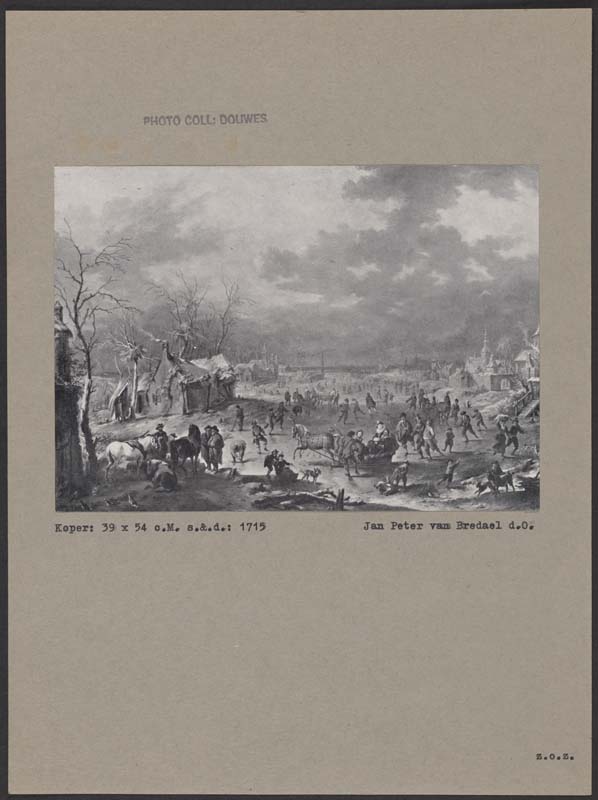 PHOTO COLL: DOUWES
Koper: 39 x 54 c.M. s.&.d.: 1715
Jan Peter van Bredael d.O.
Z.O.Z.